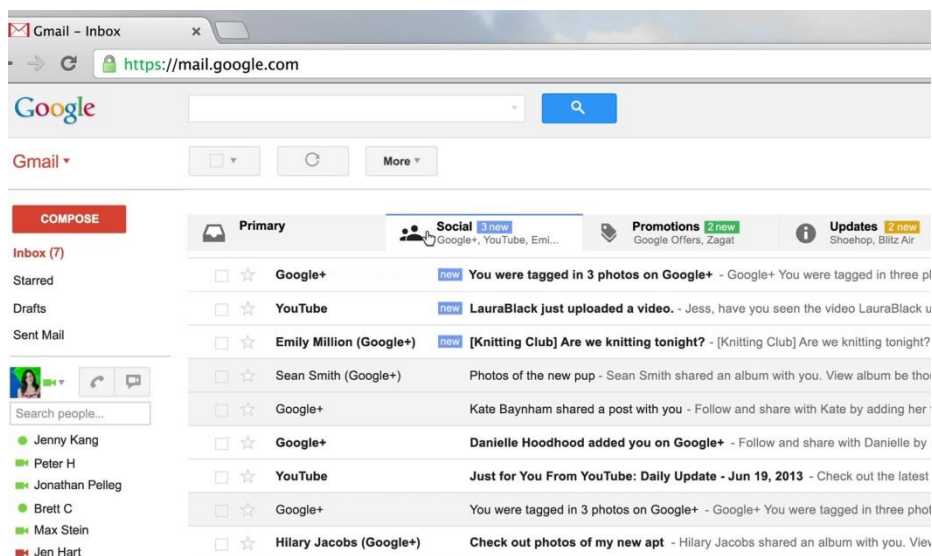 Gmail – Inbox
https://mail.google.com
Google
Gmail
More
COMPOSE
Inbox (7)
Starred
Drafts
Sent Mail
Search people...
Jenny Kang
Peter H
Jonathan Pelleg
Brett C
Max Stein
Jen Hart
Primary
Social 3 new
Google+, YouTube, Emi...
Promotions 2 new
Google Offers, Zagat
Updates 2 new
Shoehop, Blitz Air
Google+ new You were tagged in 3 photos on Google+ - Google+ You were tagged in three
YouTube new LauraBlack just uploaded a video. - Jess, have you seen the video LauraBlack
Emily Million (Google+) new [Knitting Club] Are we knitting tonight? - [Knitting Club] Are we knitting tonight?
Sean Smith (Google+) Photos of the new pup - Sean Smith shared an album with you. View album be
Google+ Kate Baynham shared a post with you - Follow and share with Kate by adding her
Google+ Danielle Hoodhood added you on Google+ - Follow and share with Danielle by
YouTube Just for You From YouTube: Daily Update - Jun 19, 2013 - Check out the latest
Google+ You were tagged in 3 photos on Google+ - Google+ You were tagged in three
Hilary Jacobs (Google+) Check out photos of my new apt - Hilary Jacobs shared an album with you.